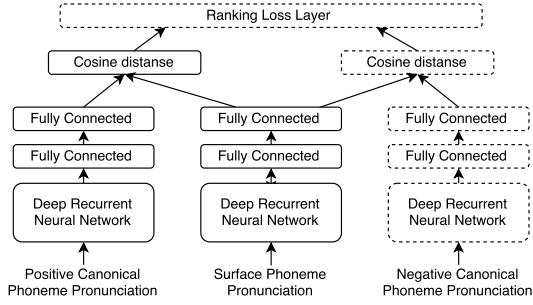 Ranking Loss Layer
Cosine distanse
Cosine distanse
Fully Connected
Fully Connected
Fully Connected
Fully Connected
Fully Connected
Fully Connected
Deep Recurrent
Neural Network
Deep Recurrent
Neural Network
Deep Recurrent
Neural Network
Positive Canonical
Phoneme Pronunciation
Surface Phoneme
Pronunciation
Negative Canonical
Phoneme Pronunciation